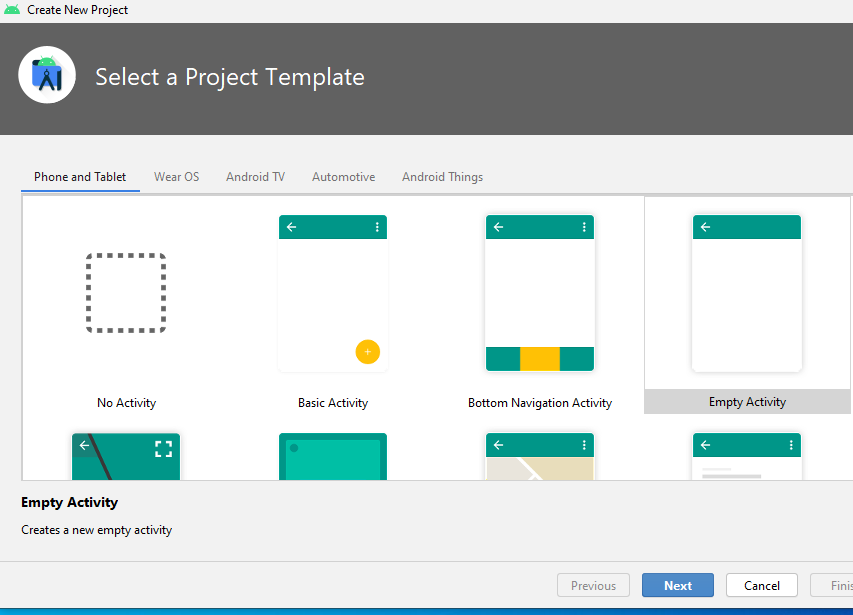 Create New Project
Select a Project Template
Phone and Tablet
Wear OS
Android TV
Automotive
Android Things
No Activity
Basic Activity
Bottom Navigation Activity
Empty Activity
Empty Activity
Creates a new empty activity
Previous
Next
Cancel
Finis